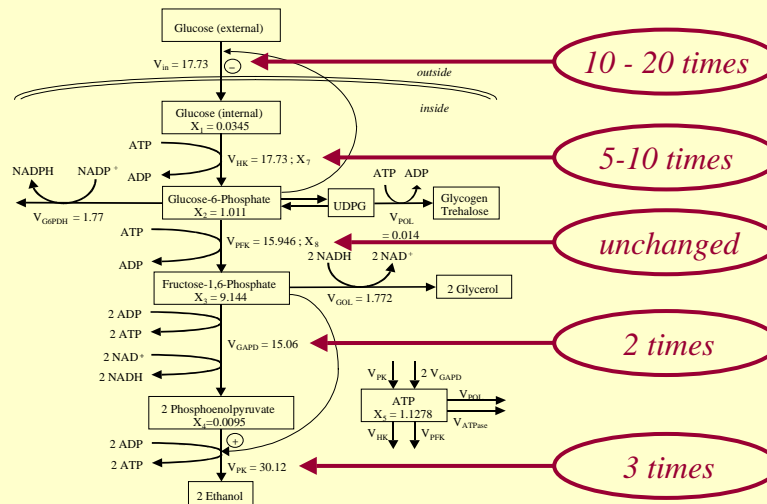 Glucose (external)
V_in = 17.73
−
10 - 20 times
outside
inside
Glucose (internal)
X_1 = 0.0345
ATP
ADP
V_HK = 17.73 ; X_7
5-10 times
NADPH
NADP +
ATP
ADP
Glucose-6-Phosphate
X_2 = 1.011
UDPG
Glycogen
Trehalose
V_G6PDH = 1.77
V_POL
= 0.014
ATP
ADP
V_PFK = 15.946 ; X_8
unchanged
2 NADH
2 NAD+
Fructose-1,6-Phosphate
X_3 = 9.144
2 Glycerol
V_GOL = 1.772
2 ADP
2 ATP
V_GAPD = 15.06
2 times
2 NAD+
2 NADH
V_PK
2 V_GAPD
ATP
X_5 = 1.1278
V_POL
V_ATPase
V_HK
V_PFK
2 Phosphoenolpyruvate
X_4=0.0095
+
2 ADP
2 ATP
V_PK = 30.12
3 times
2 Ethanol